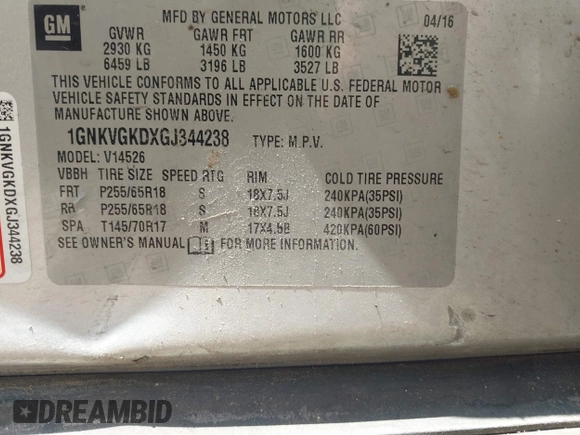 GM
MFD BY GENERAL MOTORS LLC 04/16
GVWR GAWR FRT GAWR RR
2930 KG 1450 KG 1600 KG
6459 LB 3196 LB 3527 LB
THIS VEHICLE CONFORMS TO ALL APPLICABLE U.S. FEDERAL MOTOR
VEHICLE SAFETY STANDARDS IN EFFECT ON THE DATE OF
MANUFACTURE SHOWN ABOVE.
1GNKVGKDXGJ344238 TYPE: M.P.V.
MODEL: V14526
VBBH TIRE SIZE SPEED RTG RIM COLD TIRE PRESSURE
FRT P255/65R18 S 18X7.5J 240KPA(35PSI)
RR P255/65R18 S 18X7.5J 240KPA(35PSI)
SPA T145/70R17 M 17X4.5B 420KPA(60PSI)
SEE OWNER'S MANUAL FOR MORE INFORMATION.
1GNKVGKDXGJ344238
DREAMBID